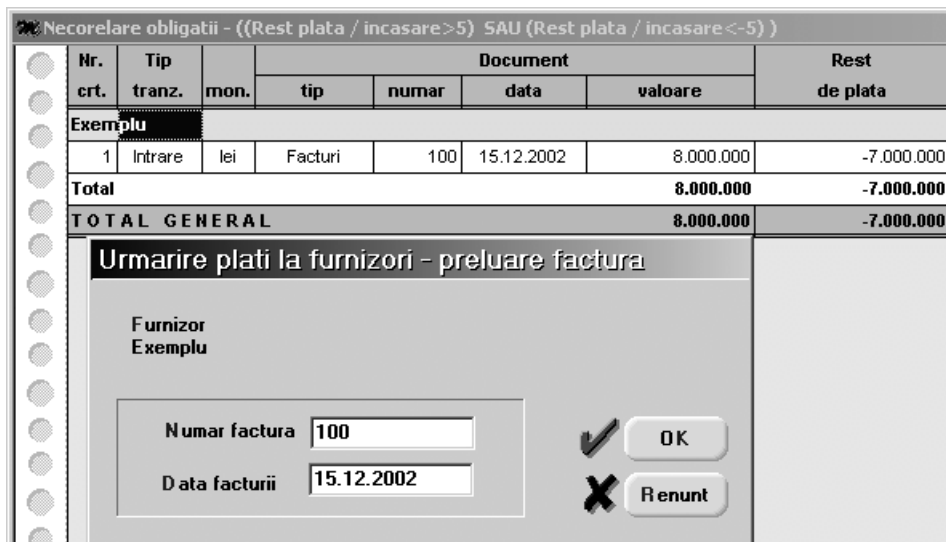 Necorelare obligatii - ((Rest plata / incasare>5) SAU (Rest plata / incasare<-5) )
Nr. Tip Document Rest
crt. tranz. mon. tip numar data valoare de plata
Exemplu
1 Intrare lei Facturi 100 15.12.2002 8.000.000 -7.000.000
Total 8.000.000 -7.000.000
TOTAL GENERAL 8.000.000 -7.000.000
Urmarire plati la furnizori - preluare factura
Furnizor
Exemplu
Numar factura 100
OK
Data facturii 15.12.2002
Renunt